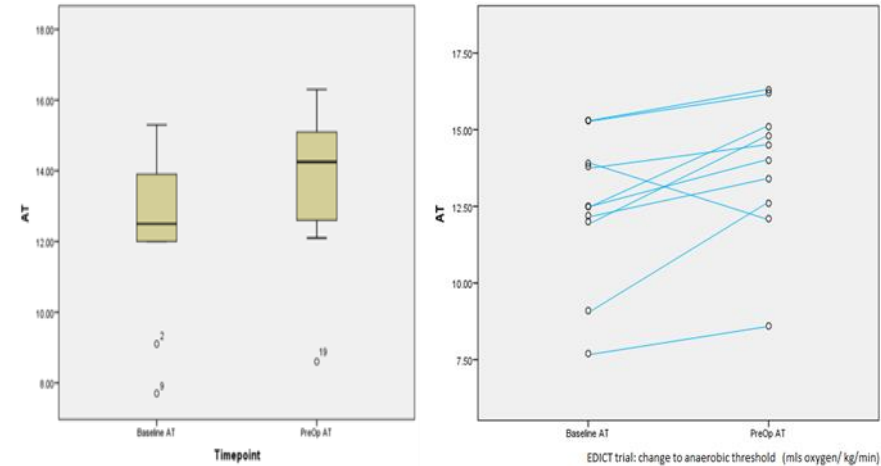 18.00
16.00
14.00
12.00
10.00
8.00
AT
2
9
19
Baseline AT
PreOp AT
Timepoint
17.50
15.00
12.50
10.00
7.50
AT
Baseline AT
PreOp AT
EDICT trial: change to anaerobic threshold (mls oxygen/ kg/min)